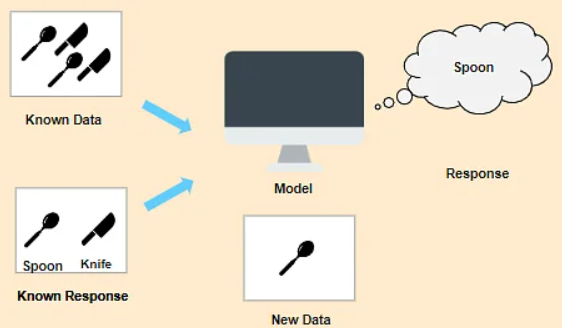 Known Data
Spoon
Knife
Known Response
Model
New Data
Spoon
Response